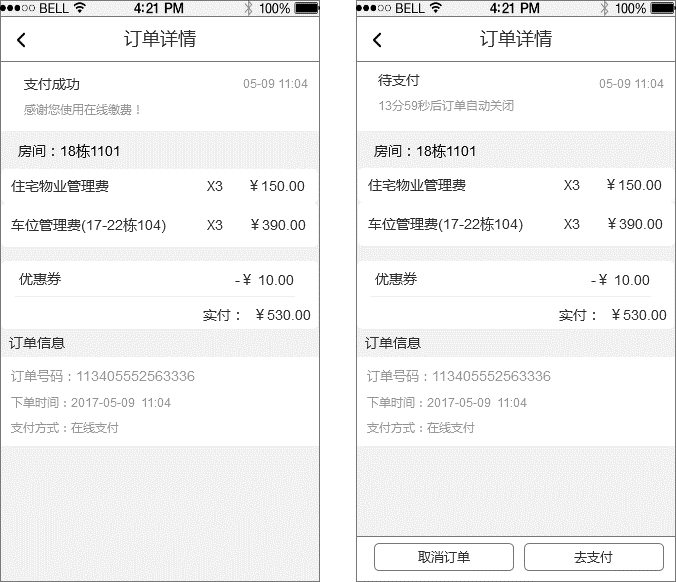 BELL 4:21 PM 100%
订单详情
支付成功 05-09 11:04
感谢您使用在线缴费！
房间：18栋1101
住宅物业管理费 X3 ￥150.00
车位管理费(17-22栋104) X3 ￥390.00
优惠券 -￥ 10.00
实付： ￥530.00
订单信息
订单号码：113405552563336
下单时间：2017-05-09 11:04
支付方式：在线支付
BELL 4:21 PM 100%
订单详情
待支付 05-09 11:04
13分59秒后订单自动关闭
房间：18栋1101
住宅物业管理费 X3 ￥150.00
车位管理费(17-22栋104) X3 ￥390.00
优惠券 -￥ 10.00
实付： ￥530.00
订单信息
订单号码：113405552563336
下单时间：2017-05-09 11:04
支付方式：在线支付
取消订单 去支付